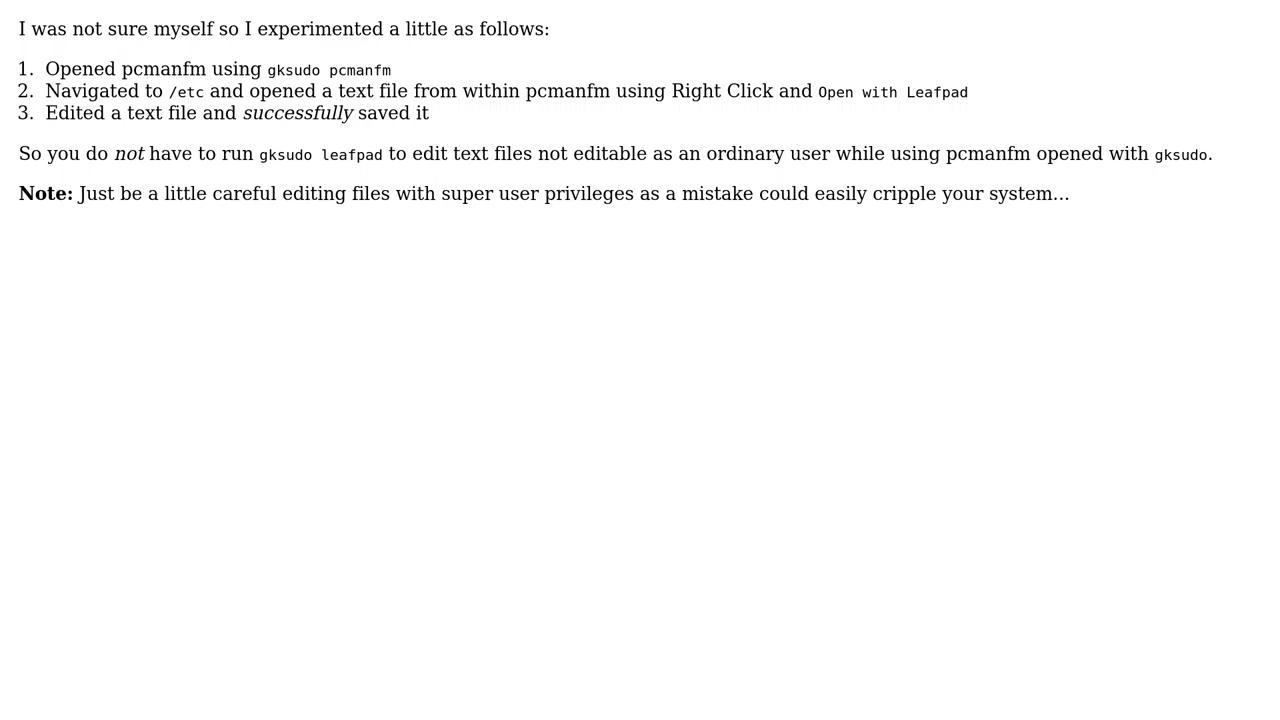 I was not sure myself so I experimented a little as follows:
1. Opened pcmanfm using gksudo pcmanfm
2. Navigated to /etc and opened a text file from within pcmanfm using Right Click and Open with Leafpad
3. Edited a text file and successfully saved it
So you do not have to run gksudo leafpad to edit text files not editable as an ordinary user while using pcmanfm opened with gksudo.
Note: Just be a little careful editing files with super user privileges as a mistake could easily cripple your system...